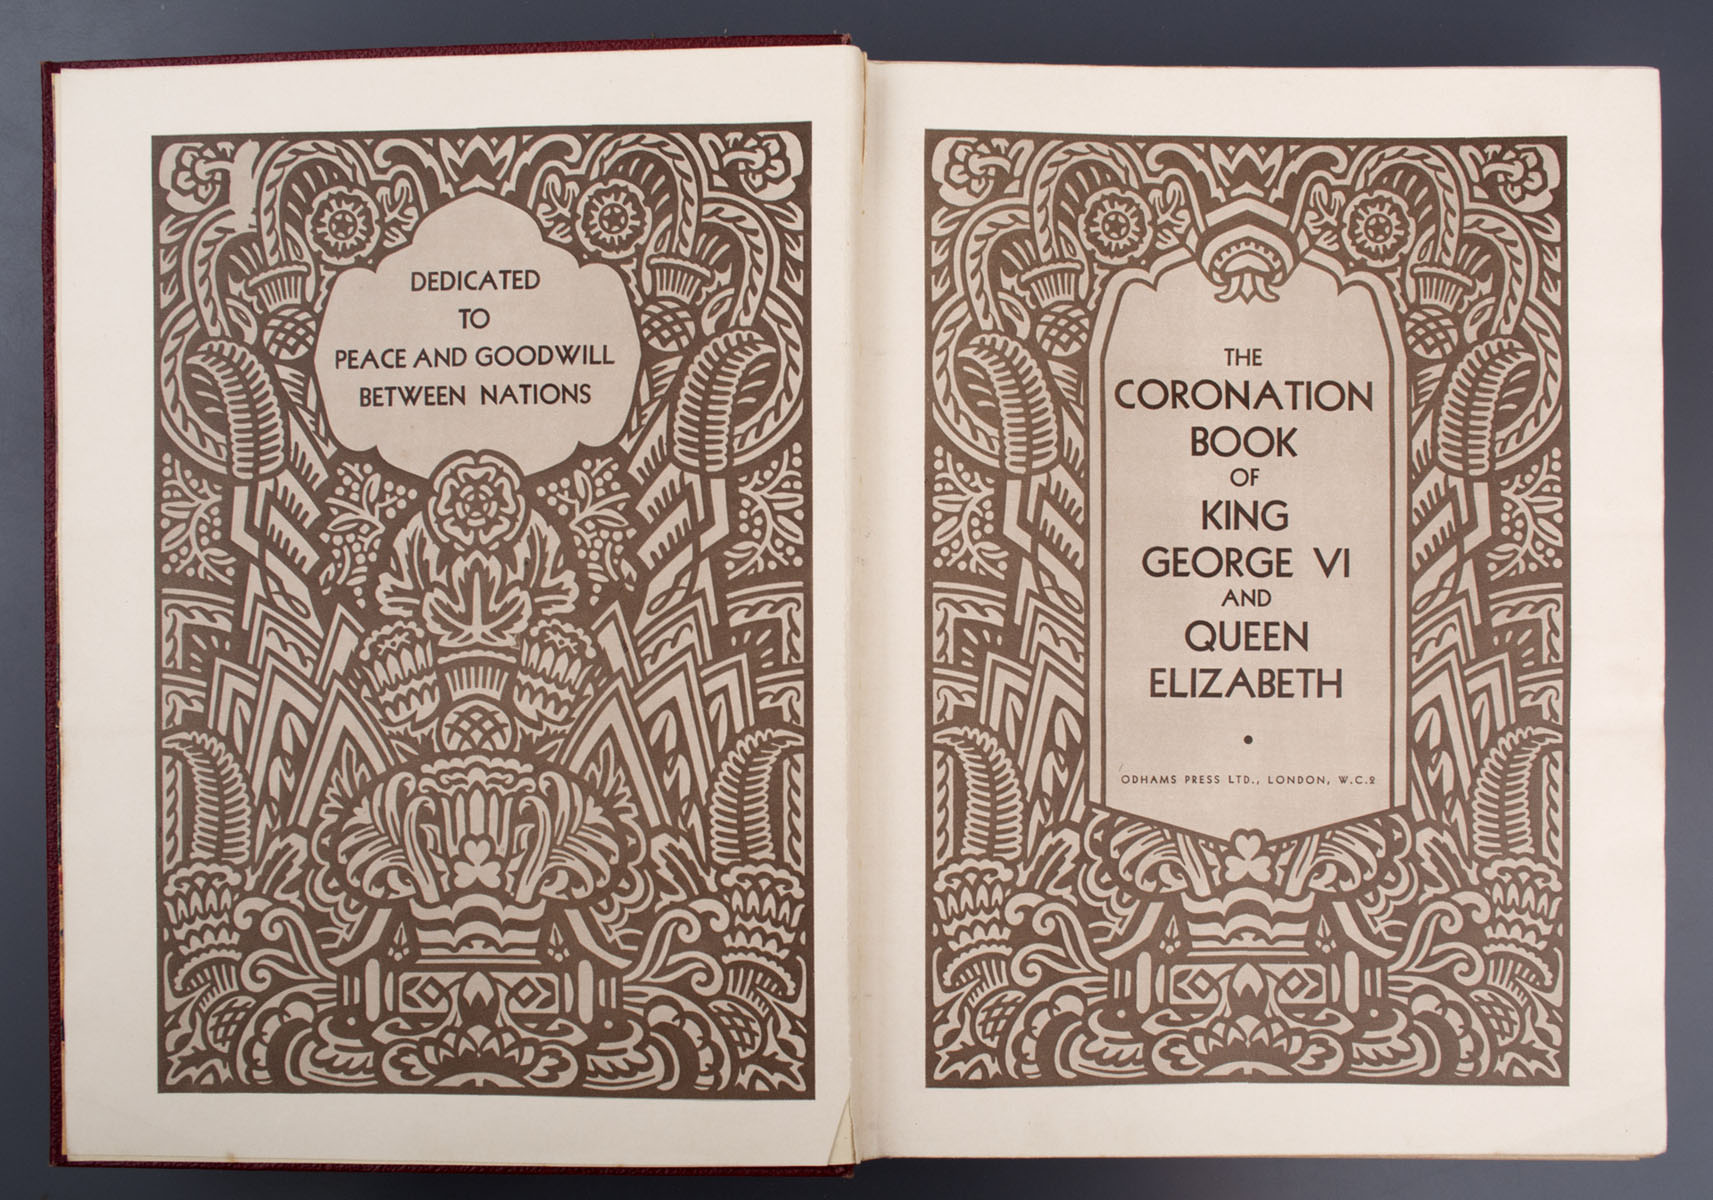 DEDICATED
TO
PEACE AND GOODWILL
BETWEEN NATIONS
THE
CORONATION
BOOK
OF
KING
GEORGE VI
AND
QUEEN
ELIZABETH
•
ODHAMS PRESS LTD., LONDON, W.C.2